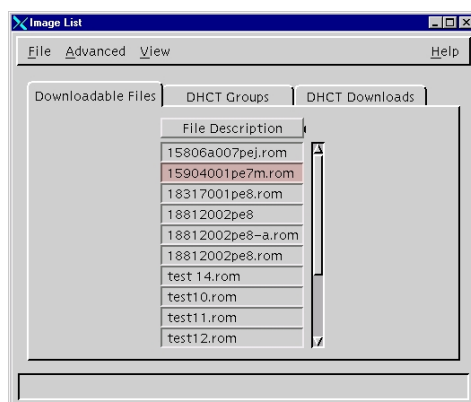 Image List
File Advanced View Help
Downloadable Files DHCT Groups DHCT Downloads
File Description
15806a007pej.rom
15904001pe7m.rom
18317001pe8.rom
18812002pe8
18812002pe8-a.rom
18812002pe8.rom
test 14.rom
test10.rom
test11.rom
test12.rom